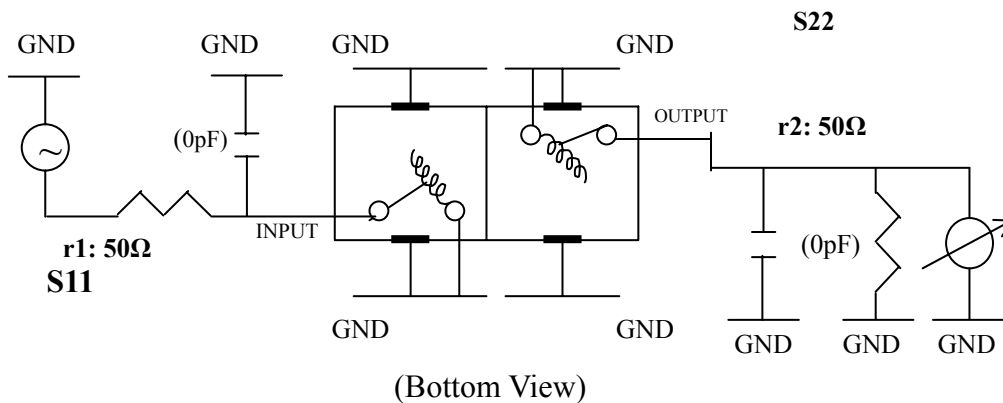 S22
GND
GND
GND
GND
(0pF)
OUTPUT
r2: 50Ω
INPUT
r1: 50Ω
S11
(0pF)
GND
GND
GND
GND
GND
(Bottom View)